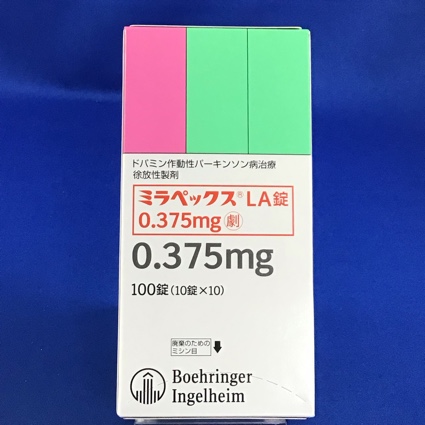 ドパミン作動性パーキンソン病治療
徐放性製剤
ミラペックス® LA錠
0.375mg 劇
0.375mg
100錠(10錠×10)
廃棄のための
ミシン目
Boehringer
Ingelheim